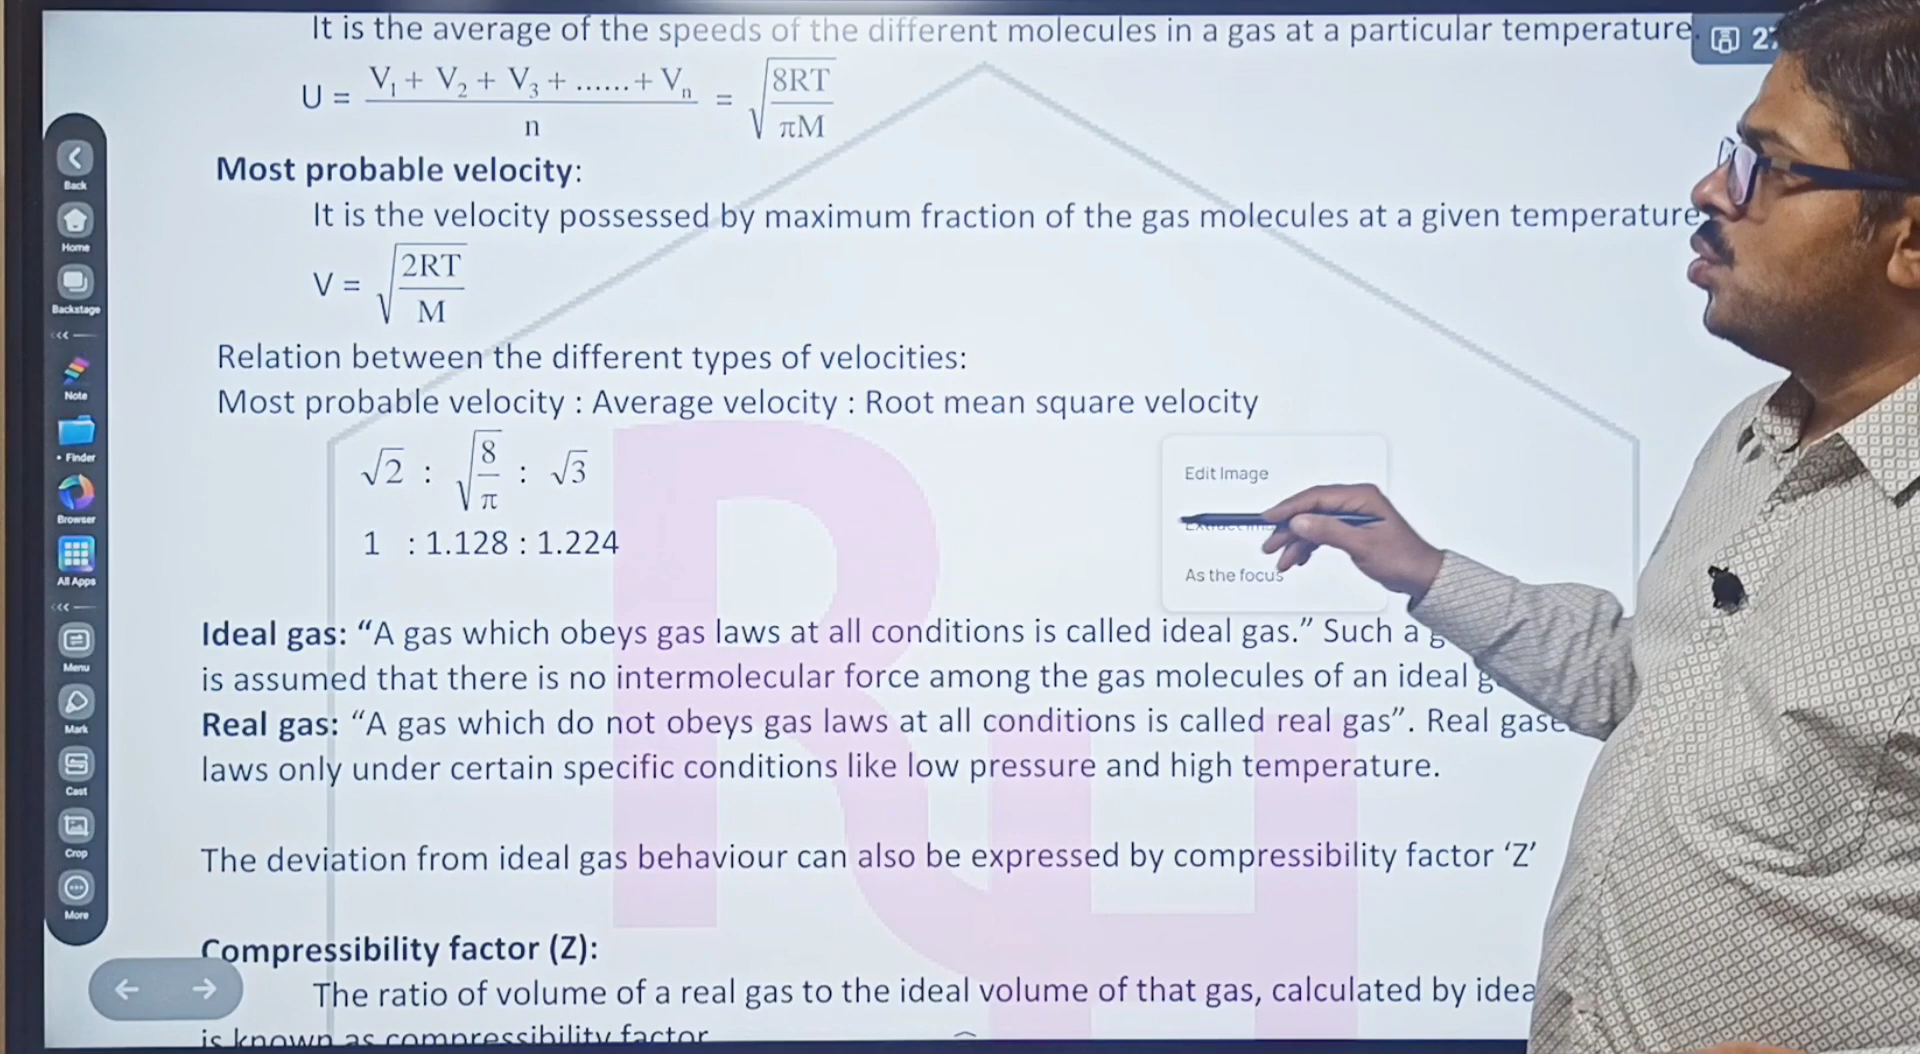 It is the average of the speeds of the different molecules in a gas at a particular temperature.
U = (V₁ + V₂ + V₃ + ...... + Vₙ) / n = √(8RT / πM)
Most probable velocity:
It is the velocity possessed by maximum fraction of the gas molecules at a given temperature
V = √(2RT / M)
Relation between the different types of velocities:
Most probable velocity : Average velocity : Root mean square velocity
√2 : √(8/π) : √3
1 : 1.128 : 1.224
Ideal gas: “A gas which obeys gas laws at all conditions is called ideal gas.” Such a
is assumed that there is no intermolecular force among the gas molecules of an ideal
Real gas: “A gas which do not obeys gas laws at all conditions is called real gas”. Real
laws only under certain specific conditions like low pressure and high temperature.
The deviation from ideal gas behaviour can also be expressed by compressibility factor ‘Z’
Compressibility factor (Z):
The ratio of volume of a real gas to the ideal volume of that gas, calculated by
is known as compressibility factor
Back
Home
Backstage
Note
• Finder
Browser
All Apps
Menu
Mark
Cast
Crop
More
Edit Image
As the focus
RH